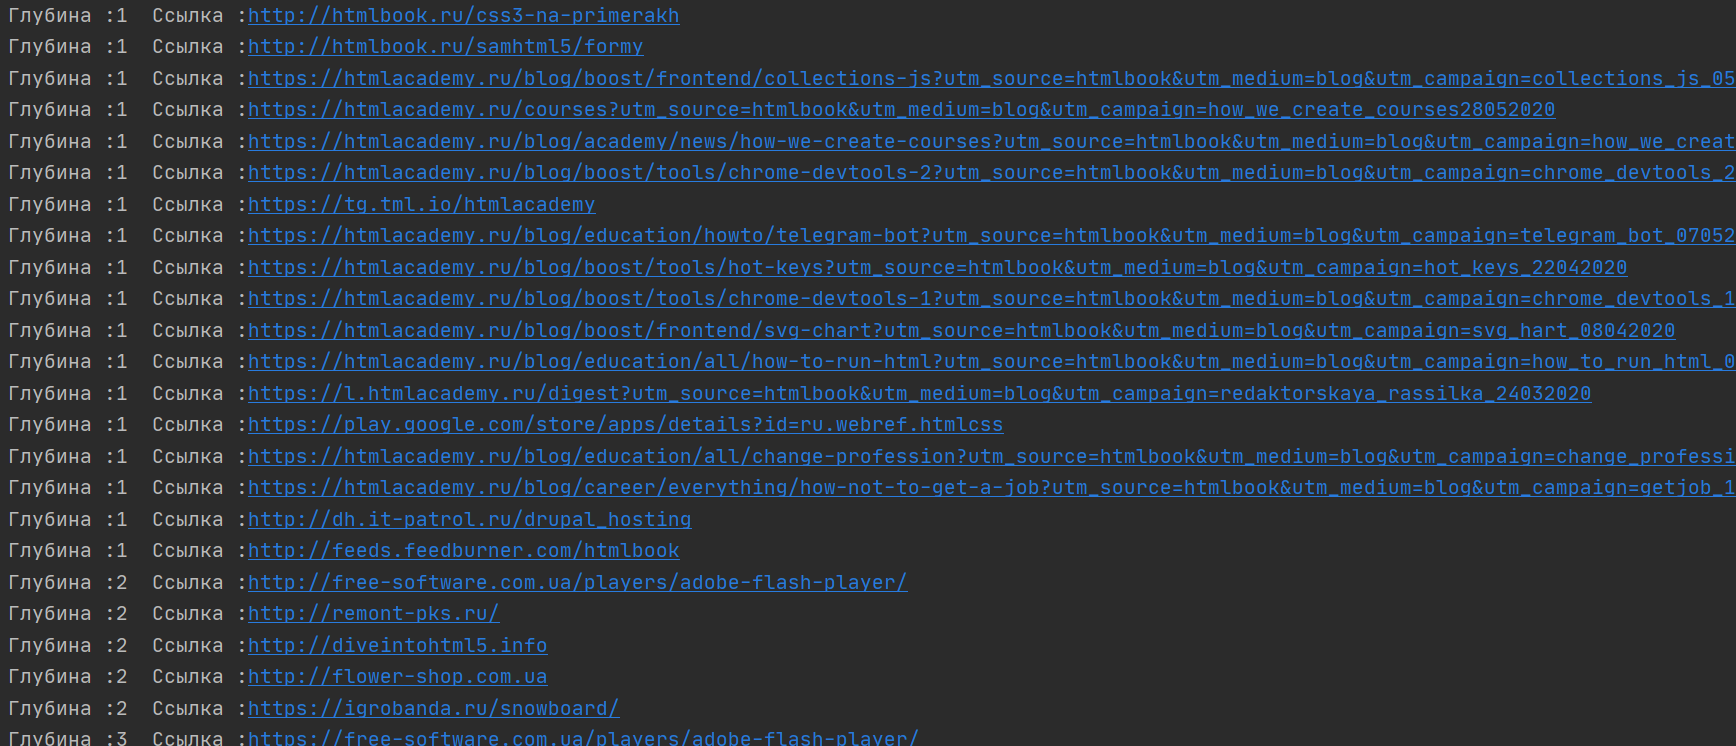 Глубина :1  Ссылка :http://htmlbook.ru/css3-na-primerakh
Глубина :1  Ссылка :http://htmlbook.ru/samhtml5/formy
Глубина :1  Ссылка :https://htmlacademy.ru/blog/boost/frontend/collections-js?utm_source=htmlbook&utm_medium=blog&utm_campaign=collections_js_05
Глубина :1  Ссылка :https://htmlacademy.ru/courses?utm_source=htmlbook&utm_medium=blog&utm_campaign=how_we_create_courses28052020
Глубина :1  Ссылка :https://htmlacademy.ru/blog/academy/news/how-we-create-courses?utm_source=htmlbook&utm_medium=blog&utm_campaign=how_we_creat
Глубина :1  Ссылка :https://htmlacademy.ru/blog/boost/tools/chrome-devtools-2?utm_source=htmlbook&utm_medium=blog&utm_campaign=chrome_devtools_2
Глубина :1  Ссылка :https://tg.tml.io/htmlacademy
Глубина :1  Ссылка :https://htmlacademy.ru/blog/education/howto/telegram-bot?utm_source=htmlbook&utm_medium=blog&utm_campaign=telegram_bot_07052
Глубина :1  Ссылка :https://htmlacademy.ru/blog/boost/tools/hot-keys?utm_source=htmlbook&utm_medium=blog&utm_campaign=hot_keys_22042020
Глубина :1  Ссылка :https://htmlacademy.ru/blog/boost/tools/chrome-devtools-1?utm_source=htmlbook&utm_medium=blog&utm_campaign=chrome_devtools_1
Глубина :1  Ссылка :https://htmlacademy.ru/blog/boost/frontend/svg-chart?utm_source=htmlbook&utm_medium=blog&utm_campaign=svg_hart_08042020
Глубина :1  Ссылка :https://htmlacademy.ru/blog/education/all/how-to-run-html?utm_source=htmlbook&utm_medium=blog&utm_campaign=how_to_run_html_0
Глубина :1  Ссылка :https://l.htmlacademy.ru/digest?utm_source=htmlbook&utm_medium=blog&utm_campaign=redaktorskaya_rassilka_24032020
Глубина :1  Ссылка :https://play.google.com/store/apps/details?id=ru.webref.htmlcss
Глубина :1  Ссылка :https://htmlacademy.ru/blog/education/all/change-profession?utm_source=htmlbook&utm_medium=blog&utm_campaign=change_professi
Глубина :1  Ссылка :https://htmlacademy.ru/blog/career/everything/how-not-to-get-a-job?utm_source=htmlbook&utm_medium=blog&utm_campaign=getjob_1
Глубина :1  Ссылка :http://dh.it-patrol.ru/drupal_hosting
Глубина :1  Ссылка :http://feeds.feedburner.com/htmlbook
Глубина :2  Ссылка :http://free-software.com.ua/players/adobe-flash-player/
Глубина :2  Ссылка :http://remont-pks.ru/
Глубина :2  Ссылка :http://diveintohtml5.info
Глубина :2  Ссылка :http://flower-shop.com.ua
Глубина :2  Ссылка :https://igrobanda.ru/snowboard/
Глубина :3  Ссылка :https://free-software.com.ua/players/adobe-flash-player/